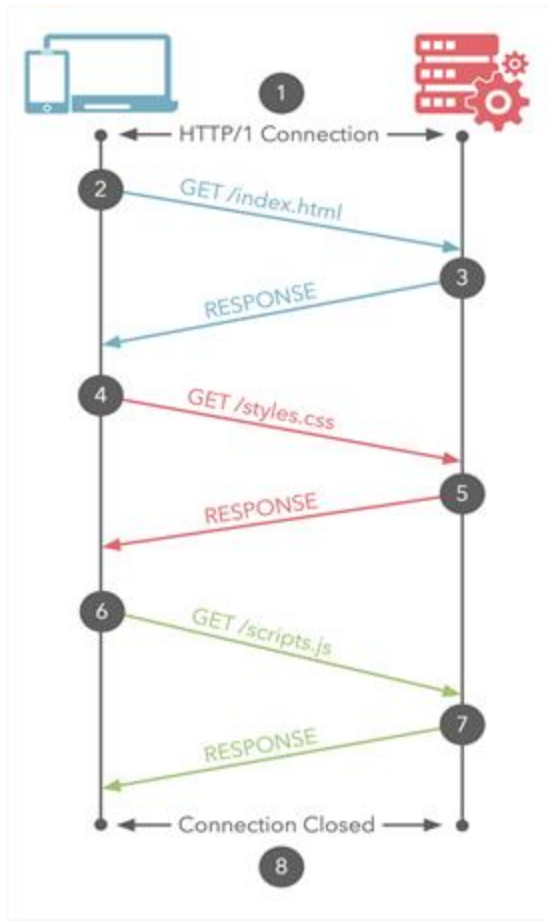 1
HTTP/1 Connection
2
GET /index.html
3
RESPONSE
4
GET /styles.css
5
RESPONSE
6
GET /scripts.js
7
RESPONSE
Connection Closed
8